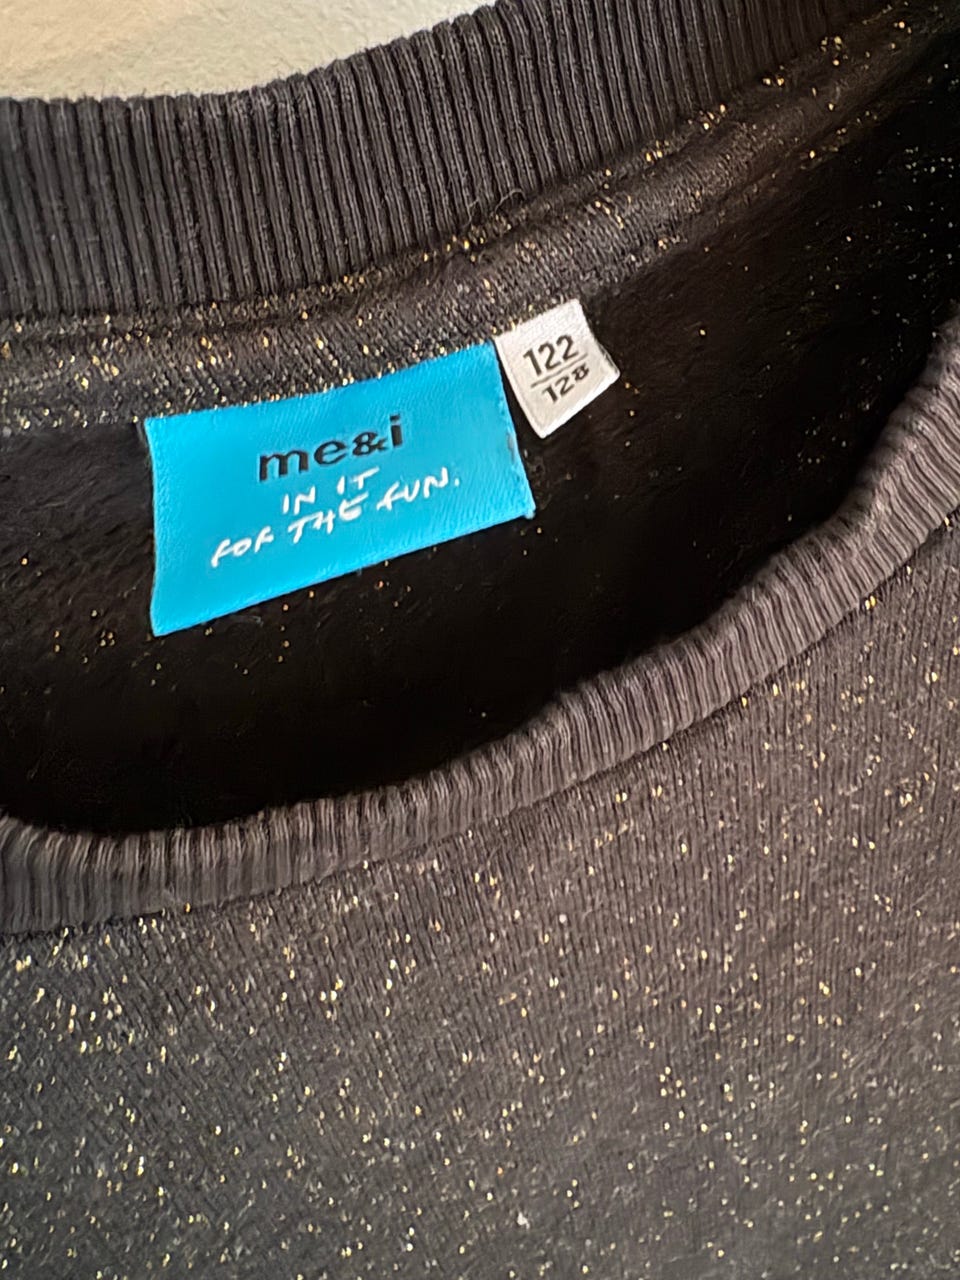 me&i
IN IT
FOR THE FUN.
122
128